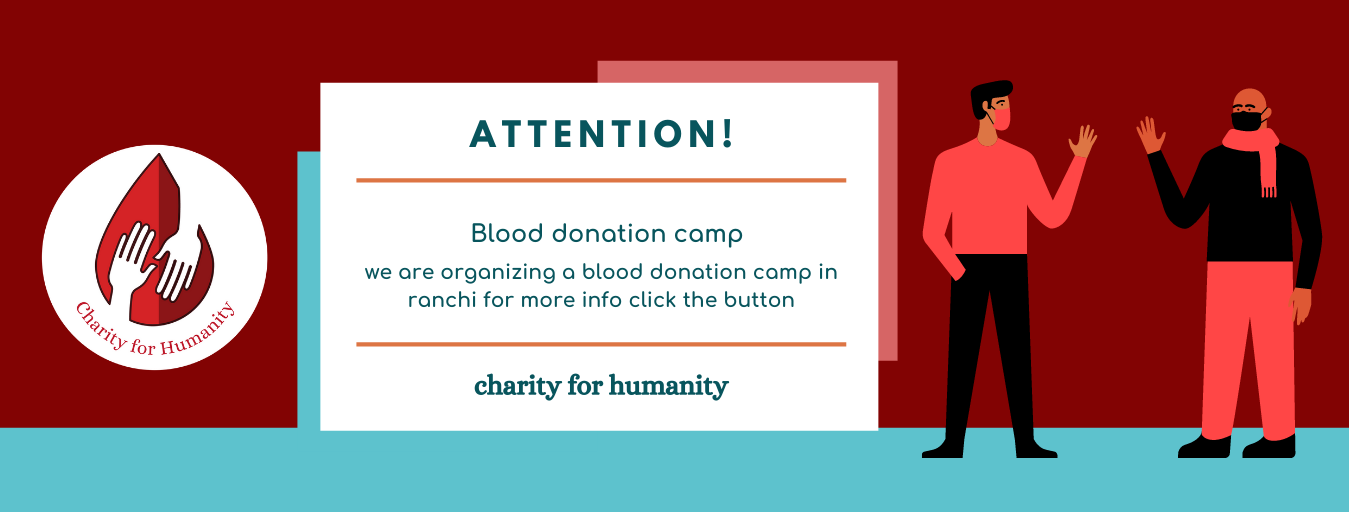 Charity for Humanity
ATTENTION!
Blood donation camp
we are organizing a blood donation camp in
ranchi for more info click the button
charity for humanity